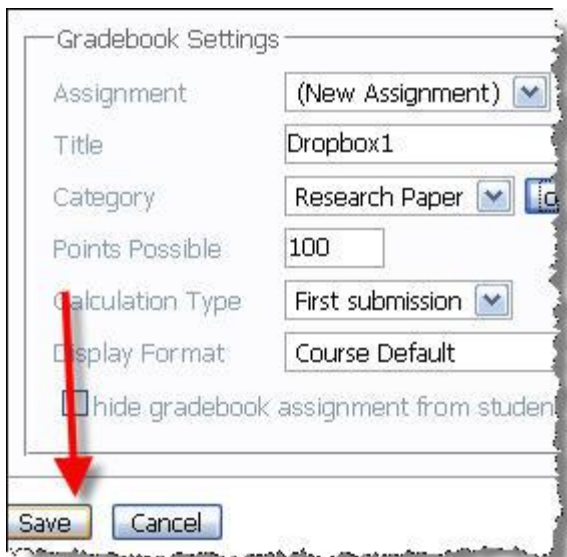 Gradebook Settings
Assignment (New Assignment)
Title Dropbox1
Category Research Paper
Points Possible 100
Calculation Type First submission
Display Format Course Default
hide gradebook assignment from
Save Cancel